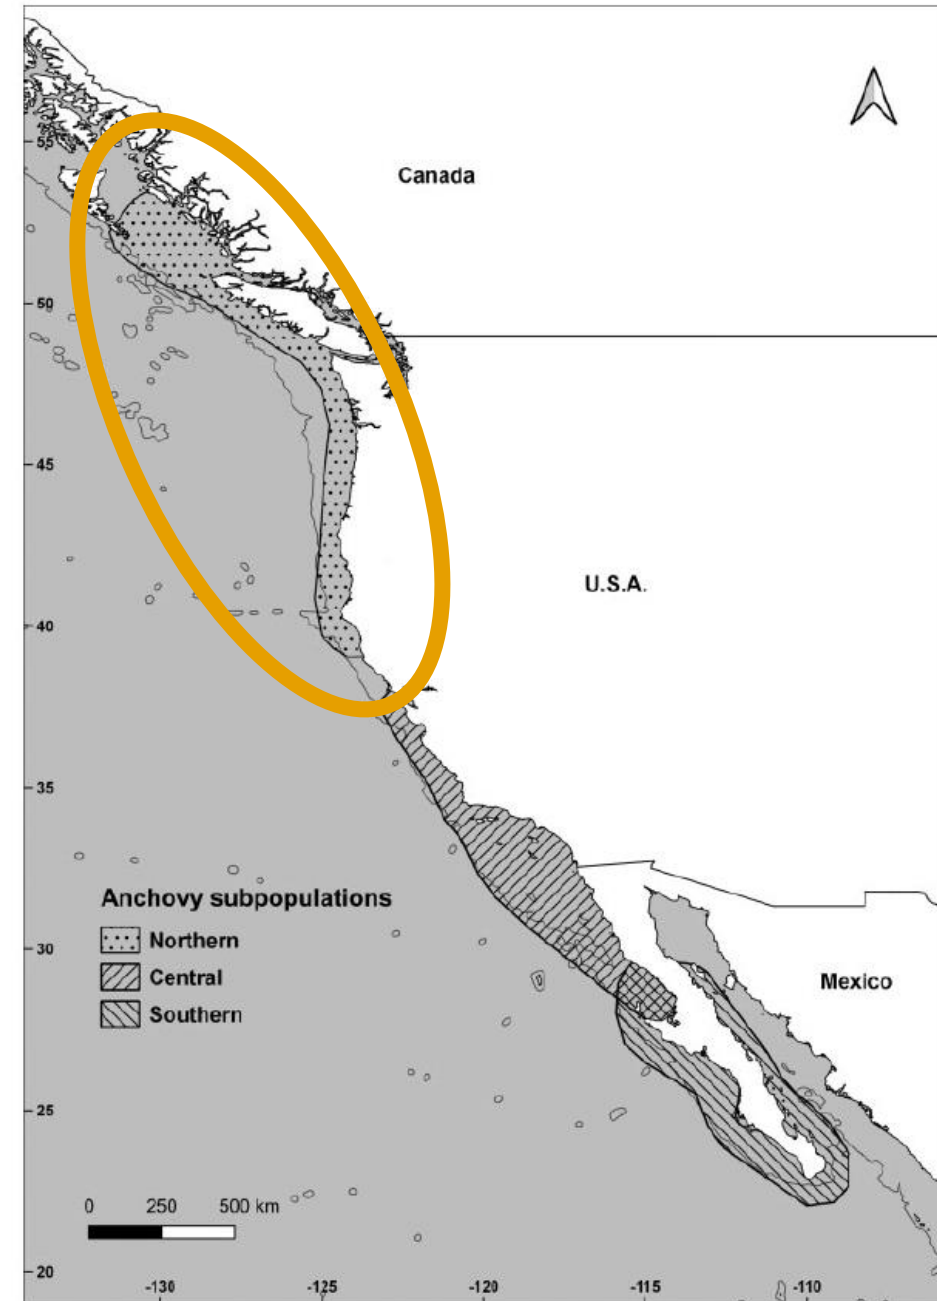 55
Canada
50
45
U.S.A.
40
35
Anchovy subpopulations
30
Northern
Central
Mexico
Southern
25
0 250 500 km
20
-130 -125 -120 -115 -110